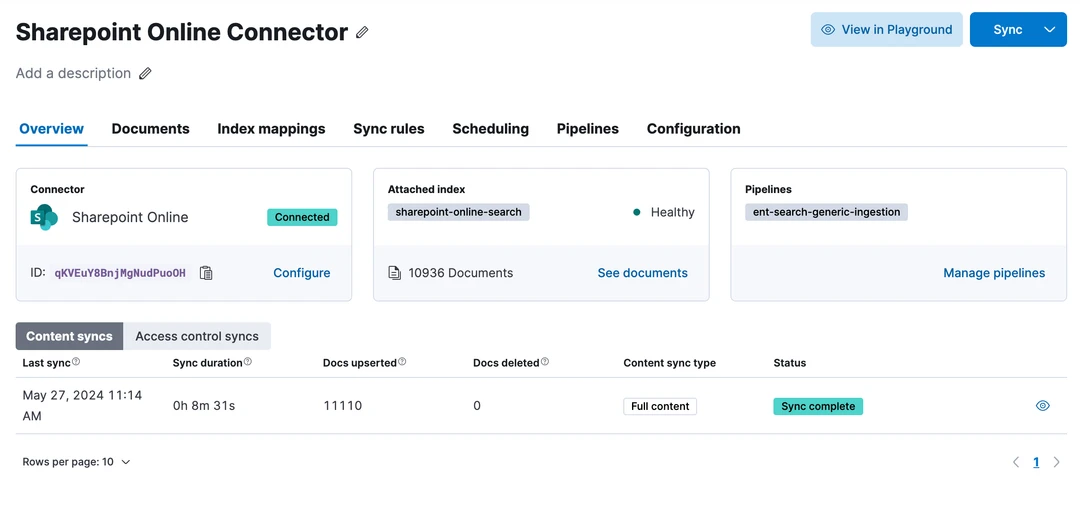 Sharepoint Online Connector
View in Playground
Sync
Add a description
Overview Documents Index mappings Sync rules Scheduling Pipelines Configuration
Connector
S Sharepoint Online Connected
ID: qKVEuY8BnjMgNudPuoOH Configure
Attached index
sharepoint-online-search Healthy
10936 Documents See documents
Pipelines
ent-search-generic-ingestion
Manage pipelines
Content syncs Access control syncs
Last sync Sync duration Docs upserted Docs deleted Content sync type Status
May 27, 2024 11:14 0h 8m 31s 11110 0 Full content Sync complete
AM
Rows per page: 10 1